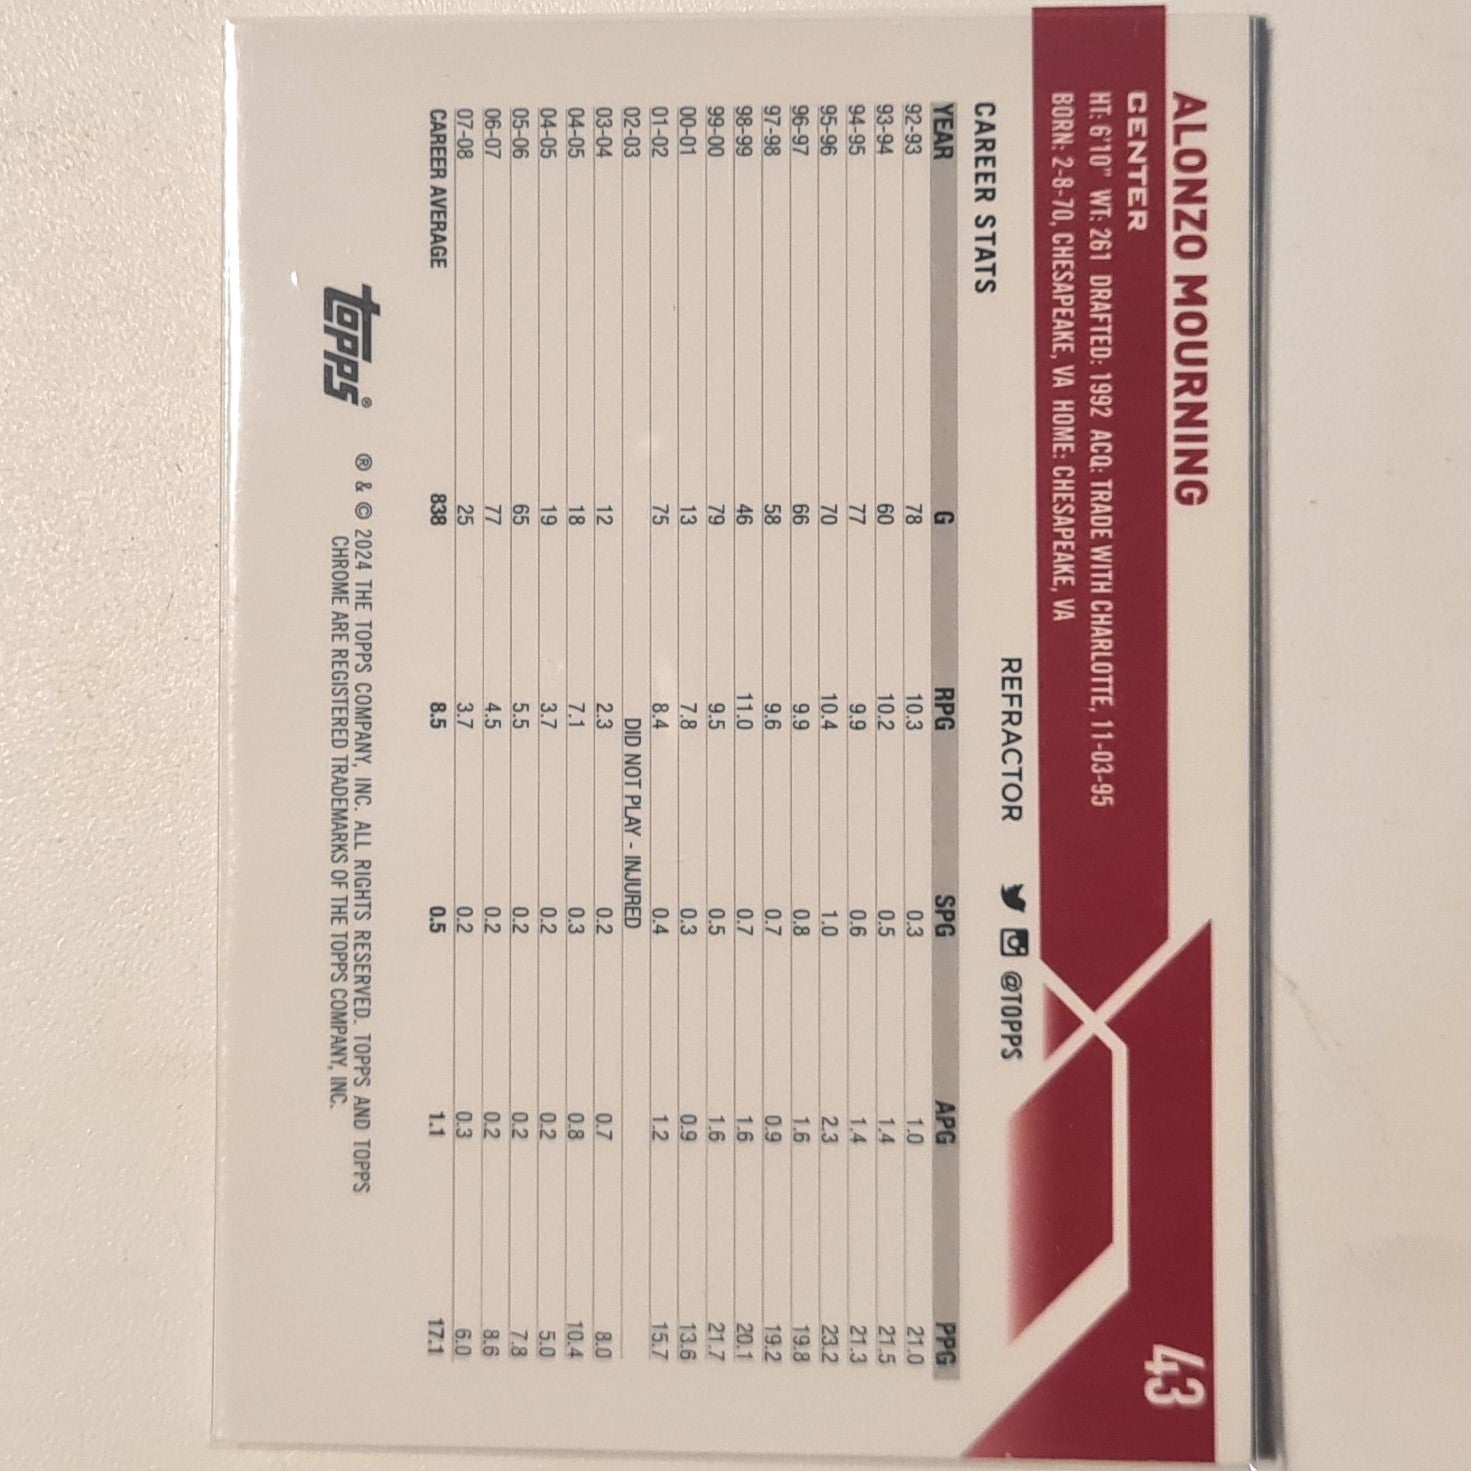 ALONZO MOURNING
43
CENTER
HT: 6'10" WT: 261 DRAFTED: 1992 ACQ: TRADE WITH CHARLOTTE, 11-03-95
BORN: 2-8-70, CHESAPEAKE, VA HOME: CHESAPEAKE, VA
REFRACTOR @TOPPS
CAREER STATS
YEAR G RPG SPG APG PPG
92-93 78 10.3 0.3 1.0 21.0
93-94 60 10.2 0.5 1.4 21.5
94-95 77 9.9 0.6 1.4 21.3
95-96 70 10.4 1.0 2.3 23.2
96-97 66 9.9 0.8 1.6 19.8
97-98 58 9.6 0.7 0.9 19.2
98-99 46 11.0 0.7 1.6 20.1
99-00 79 9.5 0.5 1.6 21.7
00-01 13 7.8 0.3 0.9 13.6
01-02 75 8.4 0.4 1.2 15.7
02-03 DID NOT PLAY - INJURED
03-04 12 2.3 0.2 0.7 8.0
04-05 18 7.1 0.3 0.8 10.4
04-05 19 3.7 0.2 0.2 5.0
05-06 65 5.5 0.2 0.2 7.8
06-07 77 4.5 0.2 0.2 8.6
07-08 25 3.7 0.2 0.3 6.0
CAREER AVERAGE 838 8.5 0.5 1.1 17.1
topps®
® & © 2024 THE TOPPS COMPANY, INC. ALL RIGHTS RESERVED. TOPPS AND TOPPS
CHROME ARE REGISTERED TRADEMARKS OF THE TOPPS COMPANY, INC.